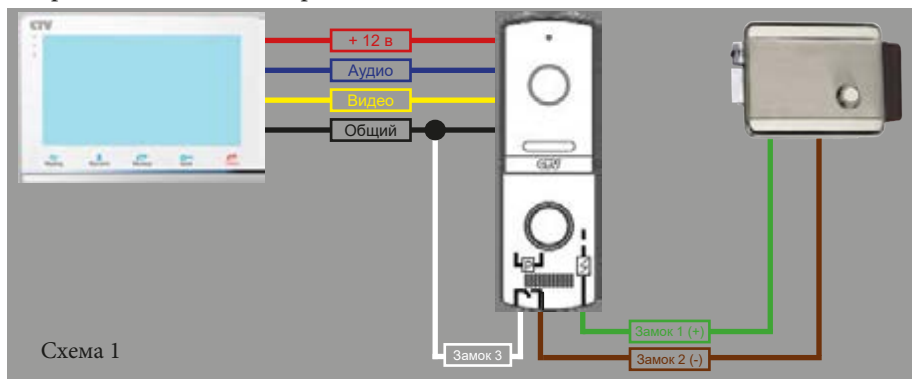 CTV
+ 12 в
Аудио
Видео
Общий
CTV
Замок 1 (+)
Замок 3
Замок 2 (-)
Схема 1